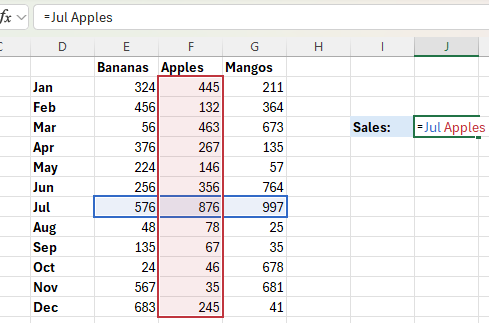 fx =Jul Apples
D E F G H I J
Bananas Apples Mangos
Jan 324 445 211
Feb 456 132 364
Mar 56 463 673 Sales: =Jul Apples
Apr 376 267 135
May 224 146 57
Jun 256 356 764
Jul 576 876 997
Aug 48 78 25
Sep 135 67 35
Oct 24 46 678
Nov 567 35 681
Dec 683 245 41